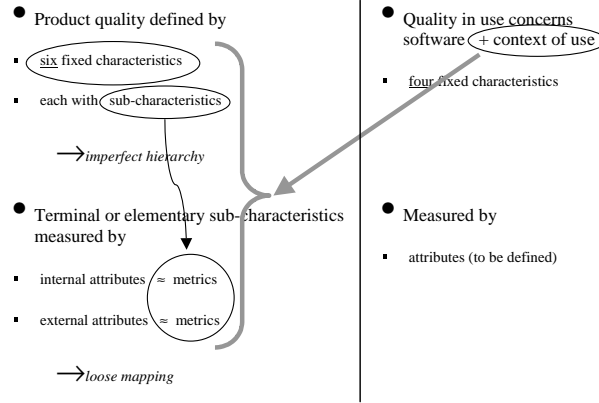 ● Product quality defined by
▪ six fixed characteristics
▪ each with sub-characteristics
→imperfect hierarchy
● Terminal or elementary sub-characteristics
measured by
▪ internal attributes ≈ metrics
▪ external attributes ≈ metrics
→loose mapping
● Quality in use concerns
software + context of use
▪ four fixed characteristics
● Measured by
▪ attributes (to be defined)